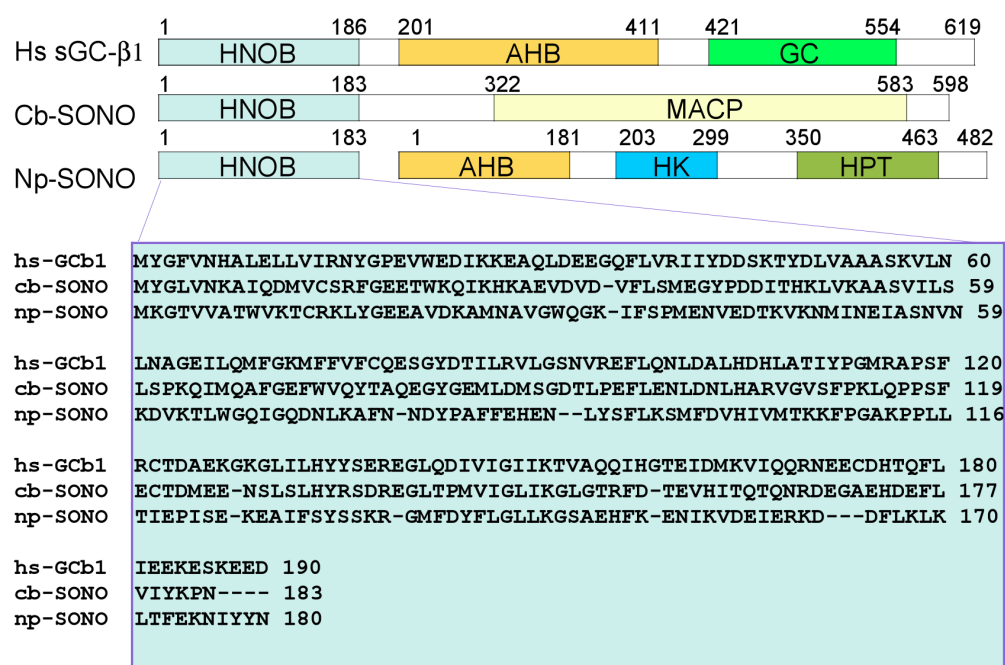 1 186 201 411 421 554 619
Hs sGC-β1 HNOB AHB GC
1 183 322 583 598
Cb-SONO HNOB MACP
1 183 1 181 203 299 350 463 482
Np-SONO HNOB AHB HK HPT
hs-GCb1 MYGFVNHALELLVIRNYGPEVWEDIKKEAQLDEEGQFLVRIIYDDSKTYDLVAAASKVLN 60
cb-SONO MYGLVNKAIQDMVCSRFGEETWKQIKHKAEVDVD-VFLSMEGYPDDITHKLVKAASVILS 59
np-SONO MKGTVVATWVKTCRKLYGEEAVDKAMNAVGWQGK-IFSPMENVEDTKVKNMINEIASNVN 59
hs-GCb1 LNAGEILQMFGKMFFVFCQESGYDTILRVLGSNVREFLQNLDALHDHLATIYPGMRAPSF 120
cb-SONO LSPKQIMQAFGEFWVQYTAQEGYGEMLDMSGDTLPEFLENLDNLHARVGVSFPKLQPPSF 119
np-SONO KDVKTLWGQIGQDNLKAFN-NDYPAFFEHEN--LYSFLKSMFDVHIVMTKKFPGAKPPLL 116
hs-GCb1 RCTDAEKGKGLILHYYSEREGLQDIVIGIIKTVAQQIHGTEIDMKVIQQRNEECDHTQFL 180
cb-SONO ECTDMEE-NSLSLHYRSDREGLTPMVIGLIKGLGTRFD-TEVHITQTQNRDEGAEHDEFL 177
np-SONO TIEPISE-KEAIFSYSSKR-GMFDYFLGLLKGSAEHFK-ENIKVDEIERKD---DFLKLK 170
hs-GCb1 IEEKESKEED 190
cb-SONO VIYKPN---- 183
np-SONO LTFEKNIYYN 180